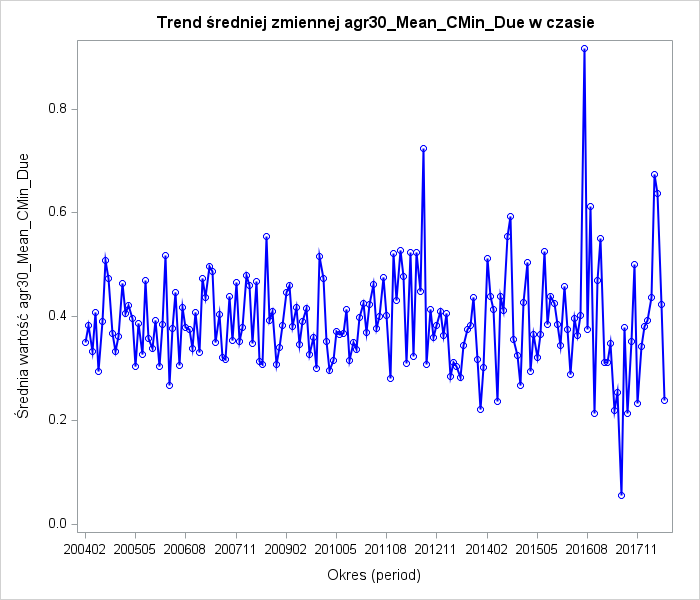 Trend średniej zmiennej agr30_Mean_CMin_Due w czasie
Średnia wartość agr30_Mean_CMin_Due
0.8
0.6
0.4
0.2
0.0
200402 200505 200608 200711 200902 201005 201108 201211 201402 201505 201608 201711
Okres (period)